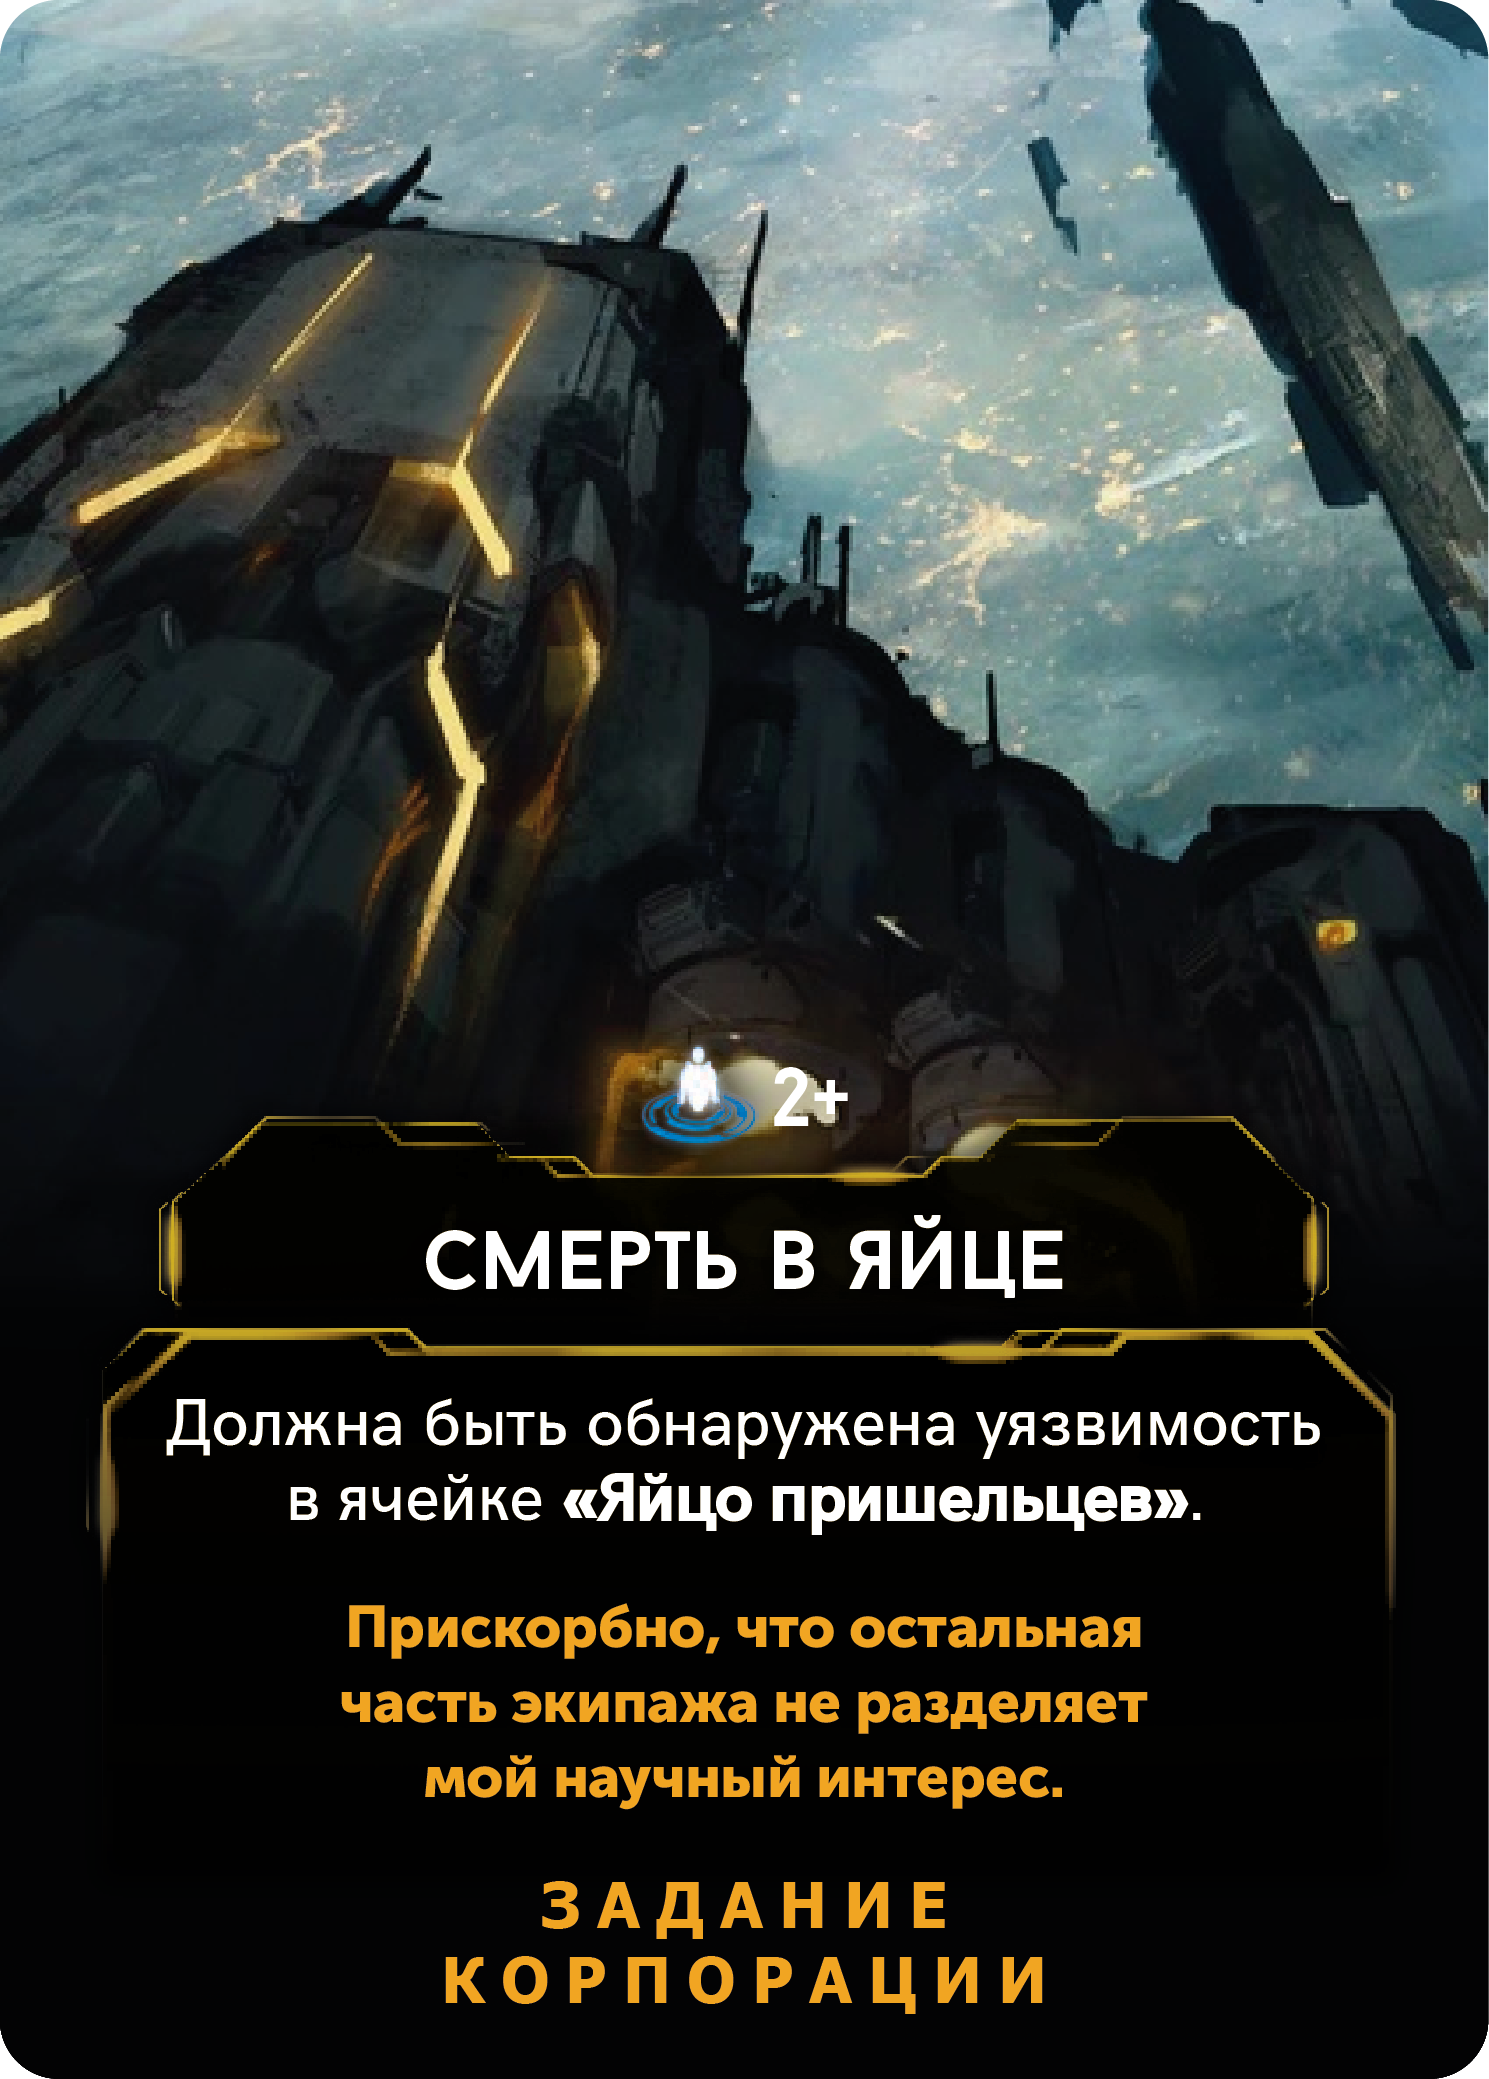 2+
СМЕРТЬ В ЯЙЦЕ
Должна быть обнаружена уязвимость
в ячейке «Яйцо пришельцев».
Прискорбно, что остальная
часть экипажа не разделяет
мой научный интерес.
ЗАДАНИЕ
КОРПОРАЦИИ